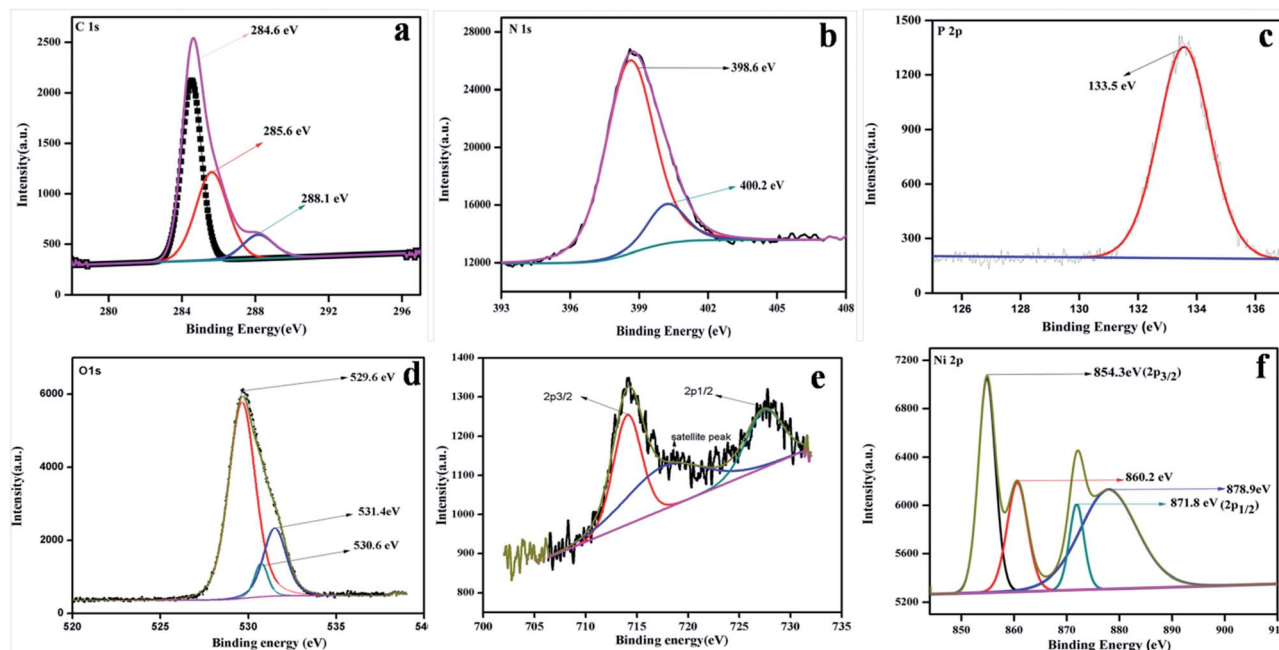 C 1s
a
284.6 eV
285.6 eV
288.1 eV
2500
2000
1500
1000
500
0
280 284 288 292 296
Binding Energy(eV)
Intensity(a.u.)
N 1s
b
398.6 eV
400.2 eV
28000
24000
20000
16000
12000
393 396 399 402 405 408
Binding Energy (eV)
Intensity(a.u.)
P 2p
c
133.5 eV
1500
1200
900
600
300
0
126 128 130 132 134 136
Binding Energy (eV)
Intensity(a.u.)
O1s
d
529.6 eV
531.4eV
530.6 eV
6000
4000
2000
0
520 525 530 535 54
Binding energy (eV)
Intensity(a.u.)
e
2p3/2
2p1/2
satellite peak
1400
1300
1200
1100
1000
900
800
700 705 710 715 720 725 730 735
Binding energy(eV)
Intensity(a.u.)
Ni 2p
f
854.3eV(2p3/2)
860.2 eV
878.9eV
871.8 eV(2p1/2)
7200
6800
6400
6000
5600
5200
850 860 870 880 890 900 91
Binding Energy (eV)
Intensity(a.u.)